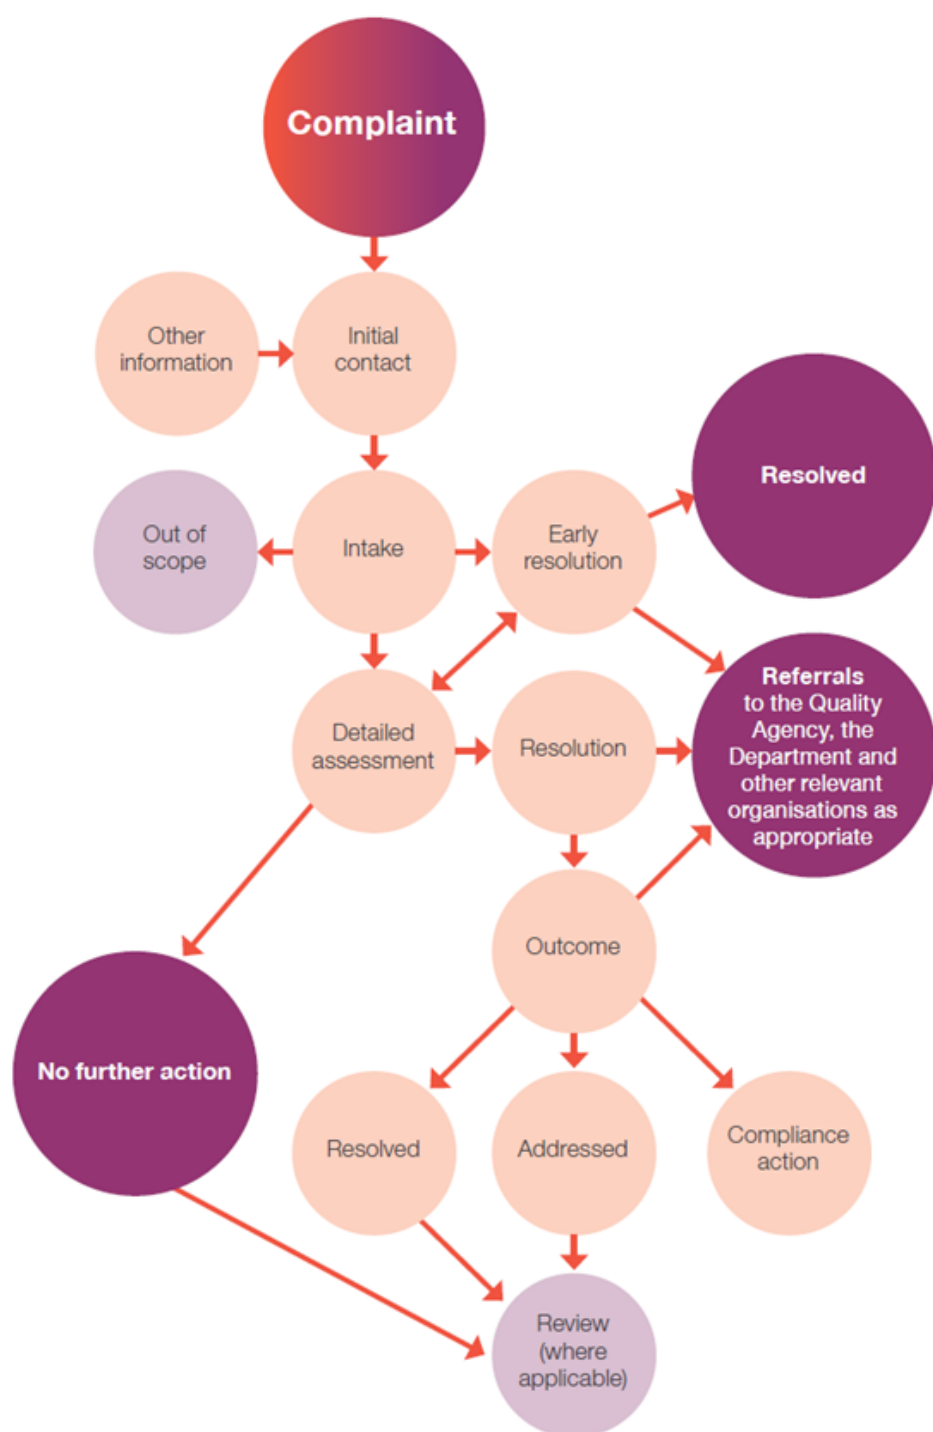 Complaint
Other
information
Initial
contact
Out of
scope
Intake
Early
resolution
Resolved
Detailed
assessment
Resolution
Referrals
to the Quality
Agency, the
Department and
other relevant
organisations as
appropriate
Outcome
No further action
Resolved
Addressed
Compliance
action
Review
(where
applicable)